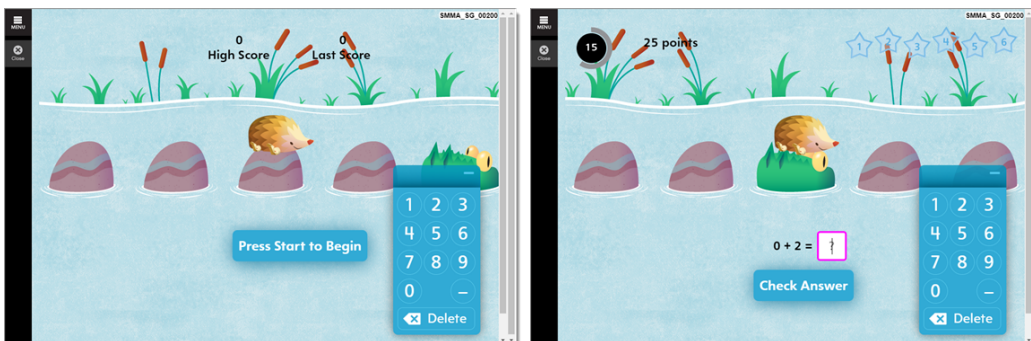 SMMA_SG_00200
MENU
Close
0
High Score
0
Last Score
Press Start to Begin
1 2 3
4 5 6
7 8 9
0 –
Delete
SMMA_SG_00200
MENU
Close
15
25 points
1 2 3 4 5 6
0 + 2 = ?
Check Answer
1 2 3
4 5 6
7 8 9
0 –
Delete